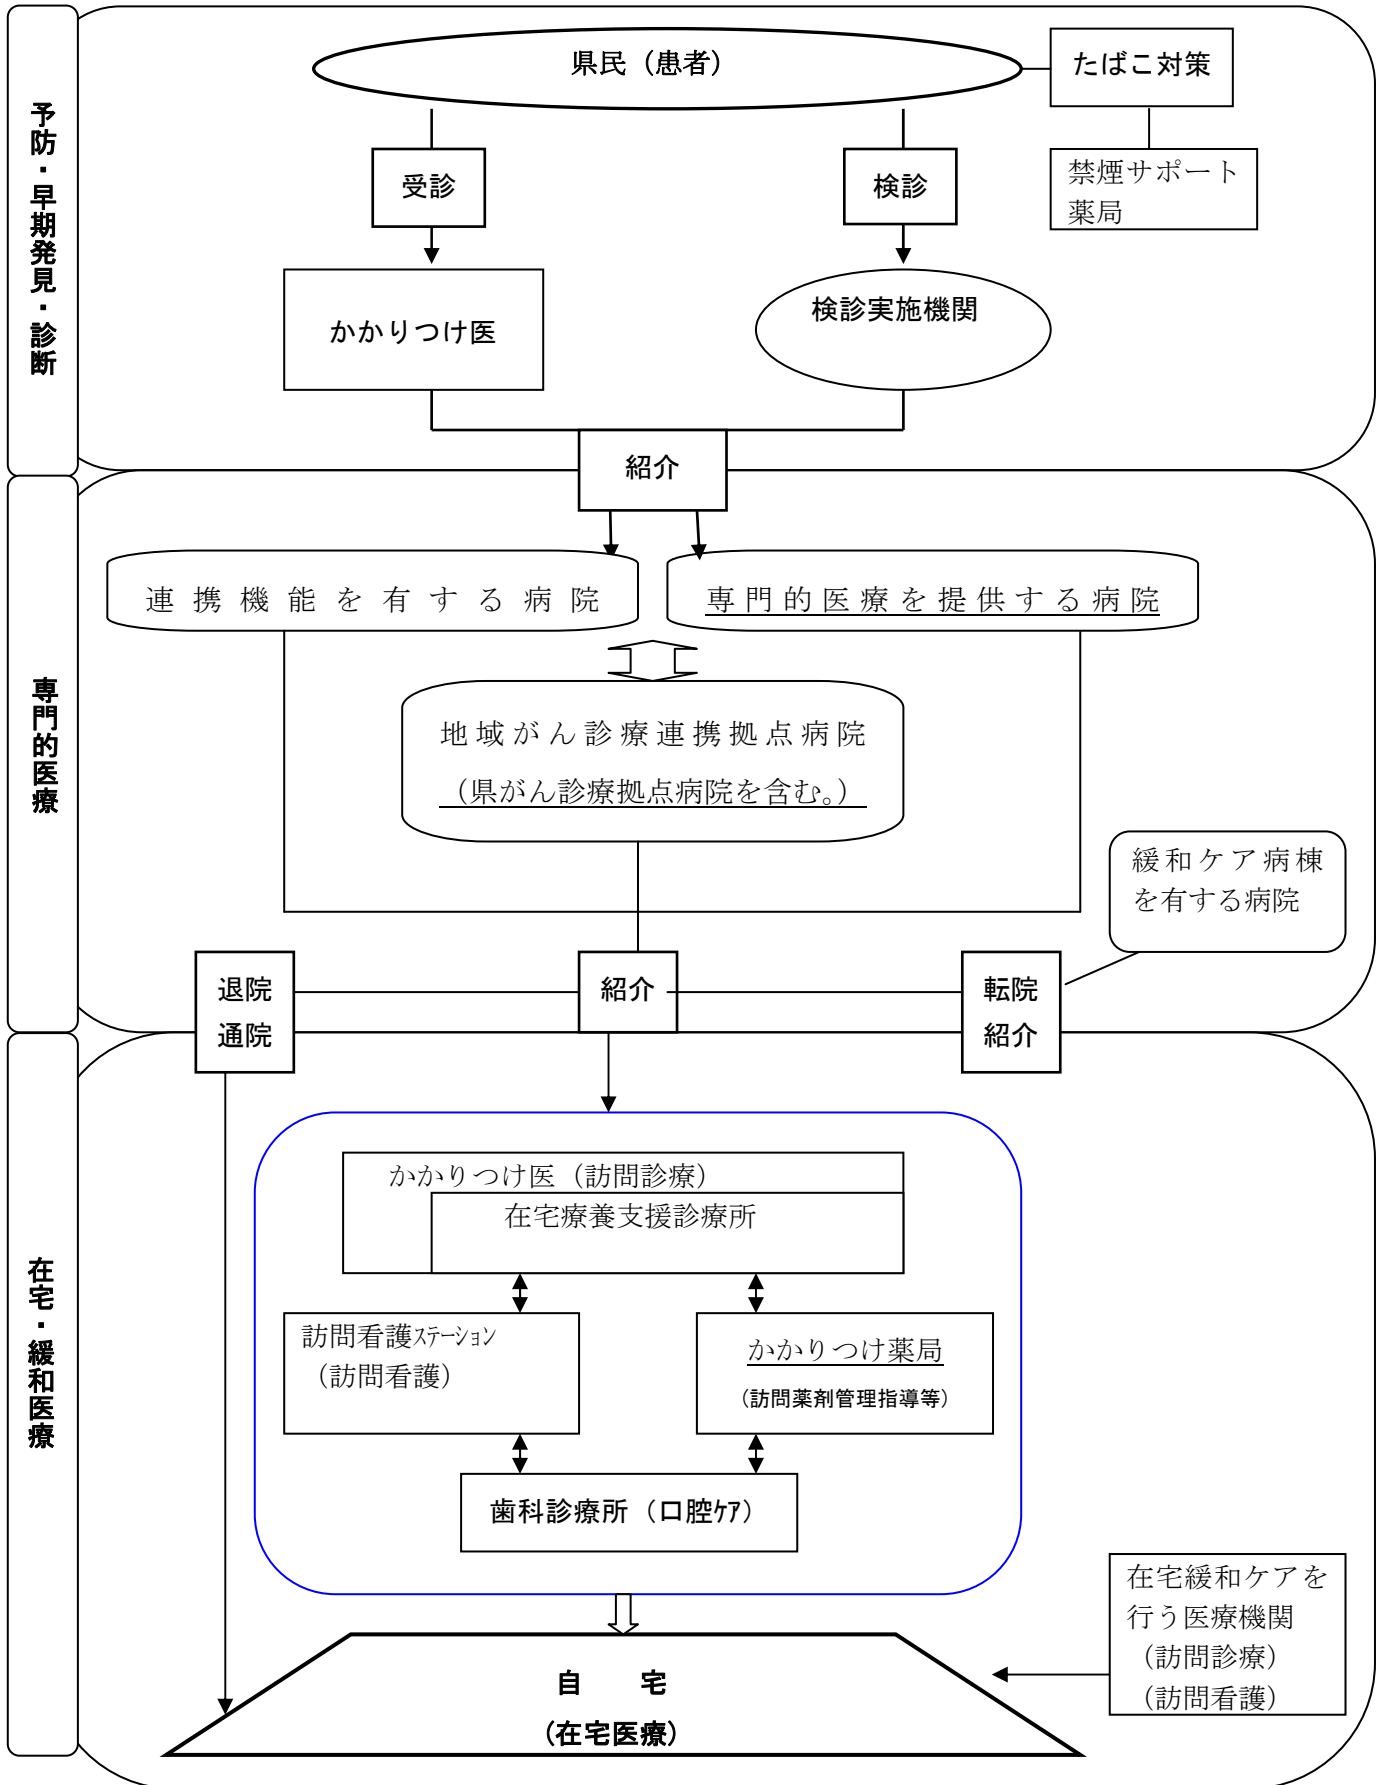 予防・早期発見・診断
県民（患者）
たばこ対策
受診
検診
禁煙サポート
薬局
かかりつけ医
検診実施機関
紹介
専門的医療
連携機能を有する病院
専門的医療を提供する病院
地域がん診療連携拠点病院
（県がん診療拠点病院を含む。）
緩和ケア病棟
を有する病院
退院
通院
紹介
転院
紹介
在宅・緩和医療
かかりつけ医（訪問診療）
在宅療養支援診療所
訪問看護ｽﾃｰｼｮﾝ
（訪問看護）
かかりつけ薬局
（訪問薬剤管理指導等）
歯科診療所（口腔ｹｱ）
在宅緩和ケアを
行う医療機関
（訪問診療）
（訪問看護）
自　宅
（在宅医療）